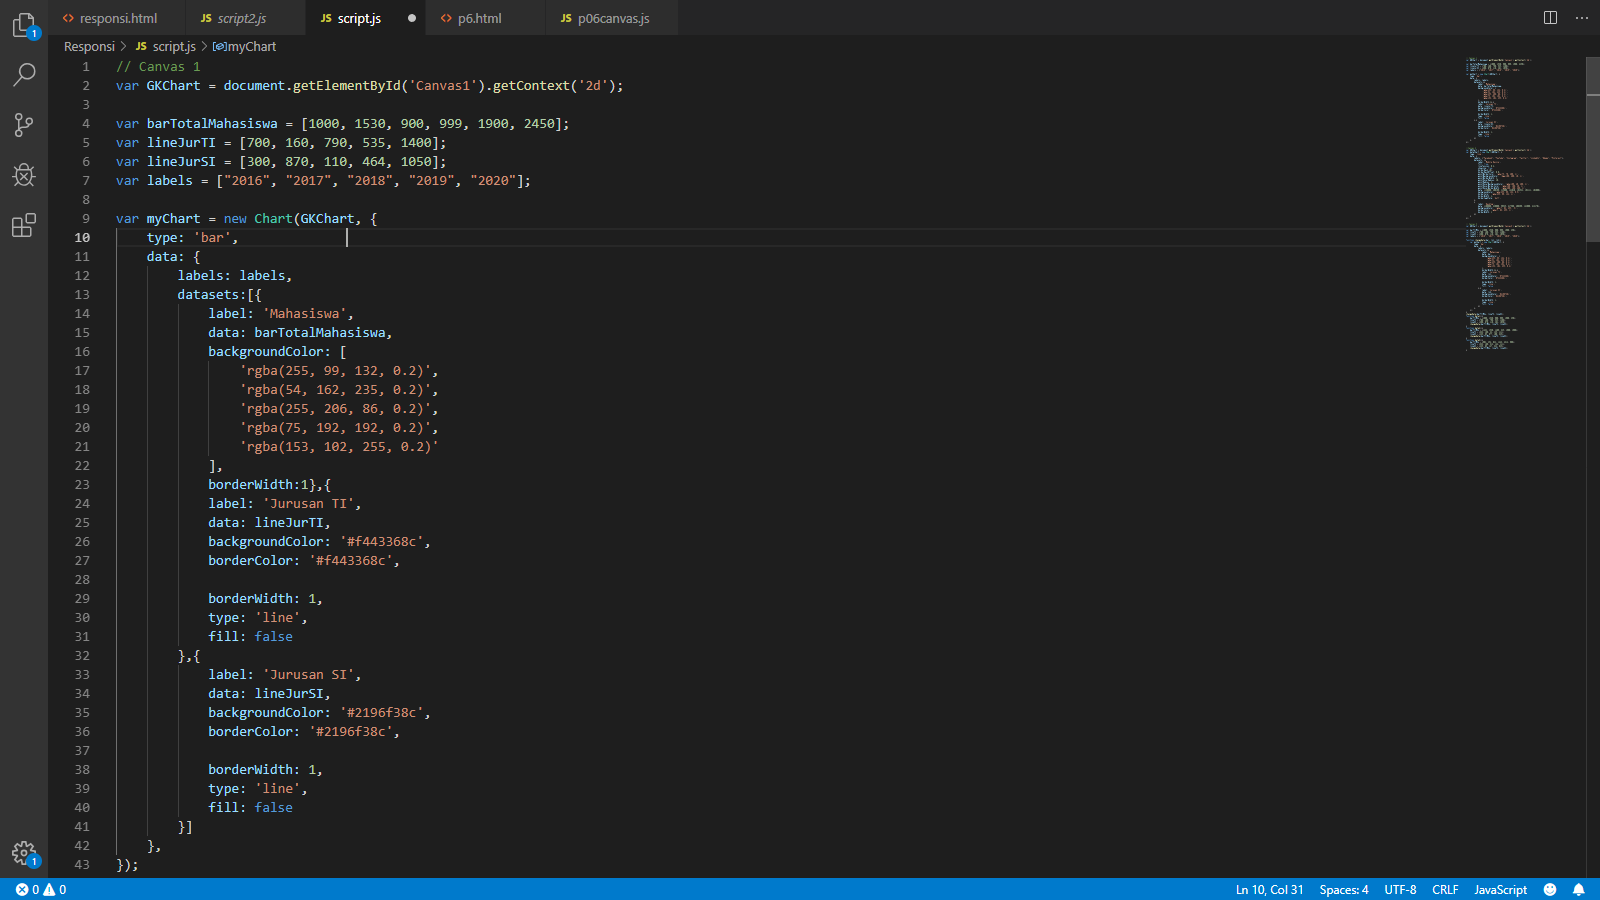 1
responsi.html JS script2.js JS script.js p6.html JS p06canvas.js
Responsi > JS script.js > myChart
1 // Canvas 1
2 var GKChart = document.getElementById('Canvas1').getContext('2d');
3
4 var barTotalMahasiswa = [1000, 1530, 900, 999, 1900, 2450];
5 var lineJurTI = [700, 160, 790, 535, 1400];
6 var lineJurSI = [300, 870, 110, 464, 1050];
7 var labels = ["2016", "2017", "2018", "2019", "2020"];
8
9 var myChart = new Chart(GKChart, {
10 type: 'bar',
11 data: {
12 labels: labels,
13 datasets:[{
14 label: 'Mahasiswa',
15 data: barTotalMahasiswa,
16 backgroundColor: [
17 'rgba(255, 99, 132, 0.2)',
18 'rgba(54, 162, 235, 0.2)',
19 'rgba(255, 206, 86, 0.2)',
20 'rgba(75, 192, 192, 0.2)',
21 'rgba(153, 102, 255, 0.2)'
22 ],
23 borderWidth:1},{
24 label: 'Jurusan TI',
25 data: lineJurTI,
26 backgroundColor: '#f443368c',
27 borderColor: '#f443368c',
28
29 borderWidth: 1,
30 type: 'line',
31 fill: false
32 },{
33 label: 'Jurusan SI',
34 data: lineJurSI,
35 backgroundColor: '#2196f38c',
36 borderColor: '#2196f38c',
37
38 borderWidth: 1,
39 type: 'line',
40 fill: false
41 }]
42 },
43 });
1
0 0 Ln 10, Col 31 Spaces: 4 UTF-8 CRLF JavaScript